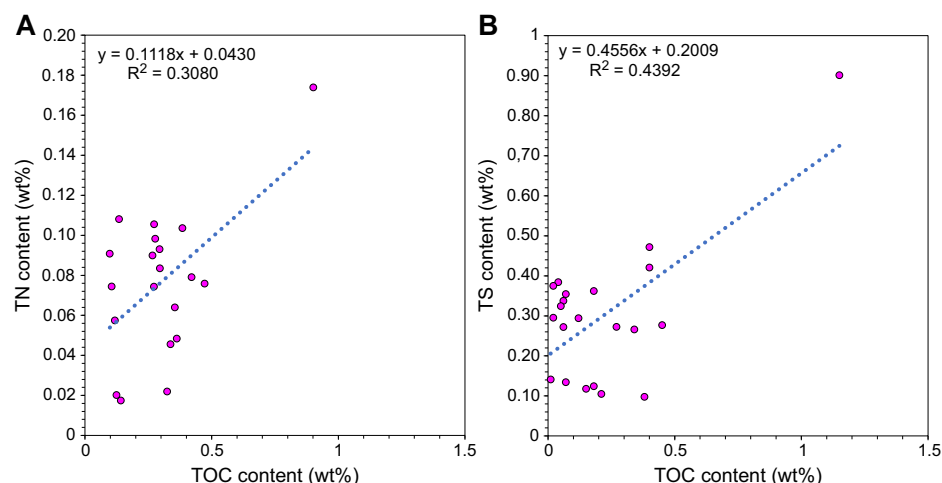 A
y = 0.1118x + 0.0430
R² = 0.3080
0.20
0.18
0.16
0.14
0.12
0.10
0.08
0.06
0.04
0.02
0
TN content (wt%)
0 0.5 1 1.5
TOC content (wt%)
B
y = 0.4556x + 0.2009
R² = 0.4392
1
0.90
0.80
0.70
0.60
0.50
0.40
0.30
0.20
0.10
0
TS content (wt%)
0 0.5 1 1.5
TOC content (wt%)